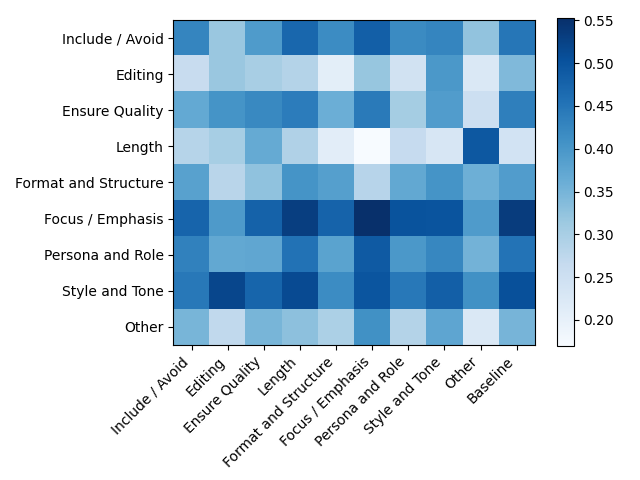 Include / Avoid
Editing
Ensure Quality
Length
Format and Structure
Focus / Emphasis
Persona and Role
Style and Tone
Other
Include / Avoid
Editing
Ensure Quality
Length
Format and Structure
Focus / Emphasis
Persona and Role
Style and Tone
Other
Baseline
0.55
0.50
0.45
0.40
0.35
0.30
0.25
0.20